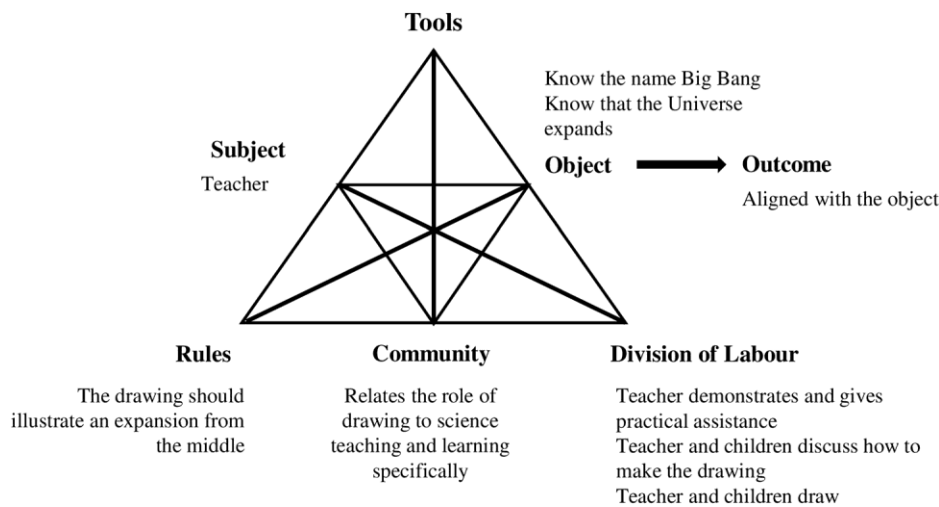 Tools
Know the name Big Bang
Know that the Universe
expands
Subject
Teacher
Object
Outcome
Aligned with the object
Rules
The drawing should
illustrate an expansion from
the middle
Community
Relates the role of
drawing to science
teaching and learning
specifically
Division of Labour
Teacher demonstrates and gives
practical assistance
Teacher and children discuss how to
make the drawing
Teacher and children draw